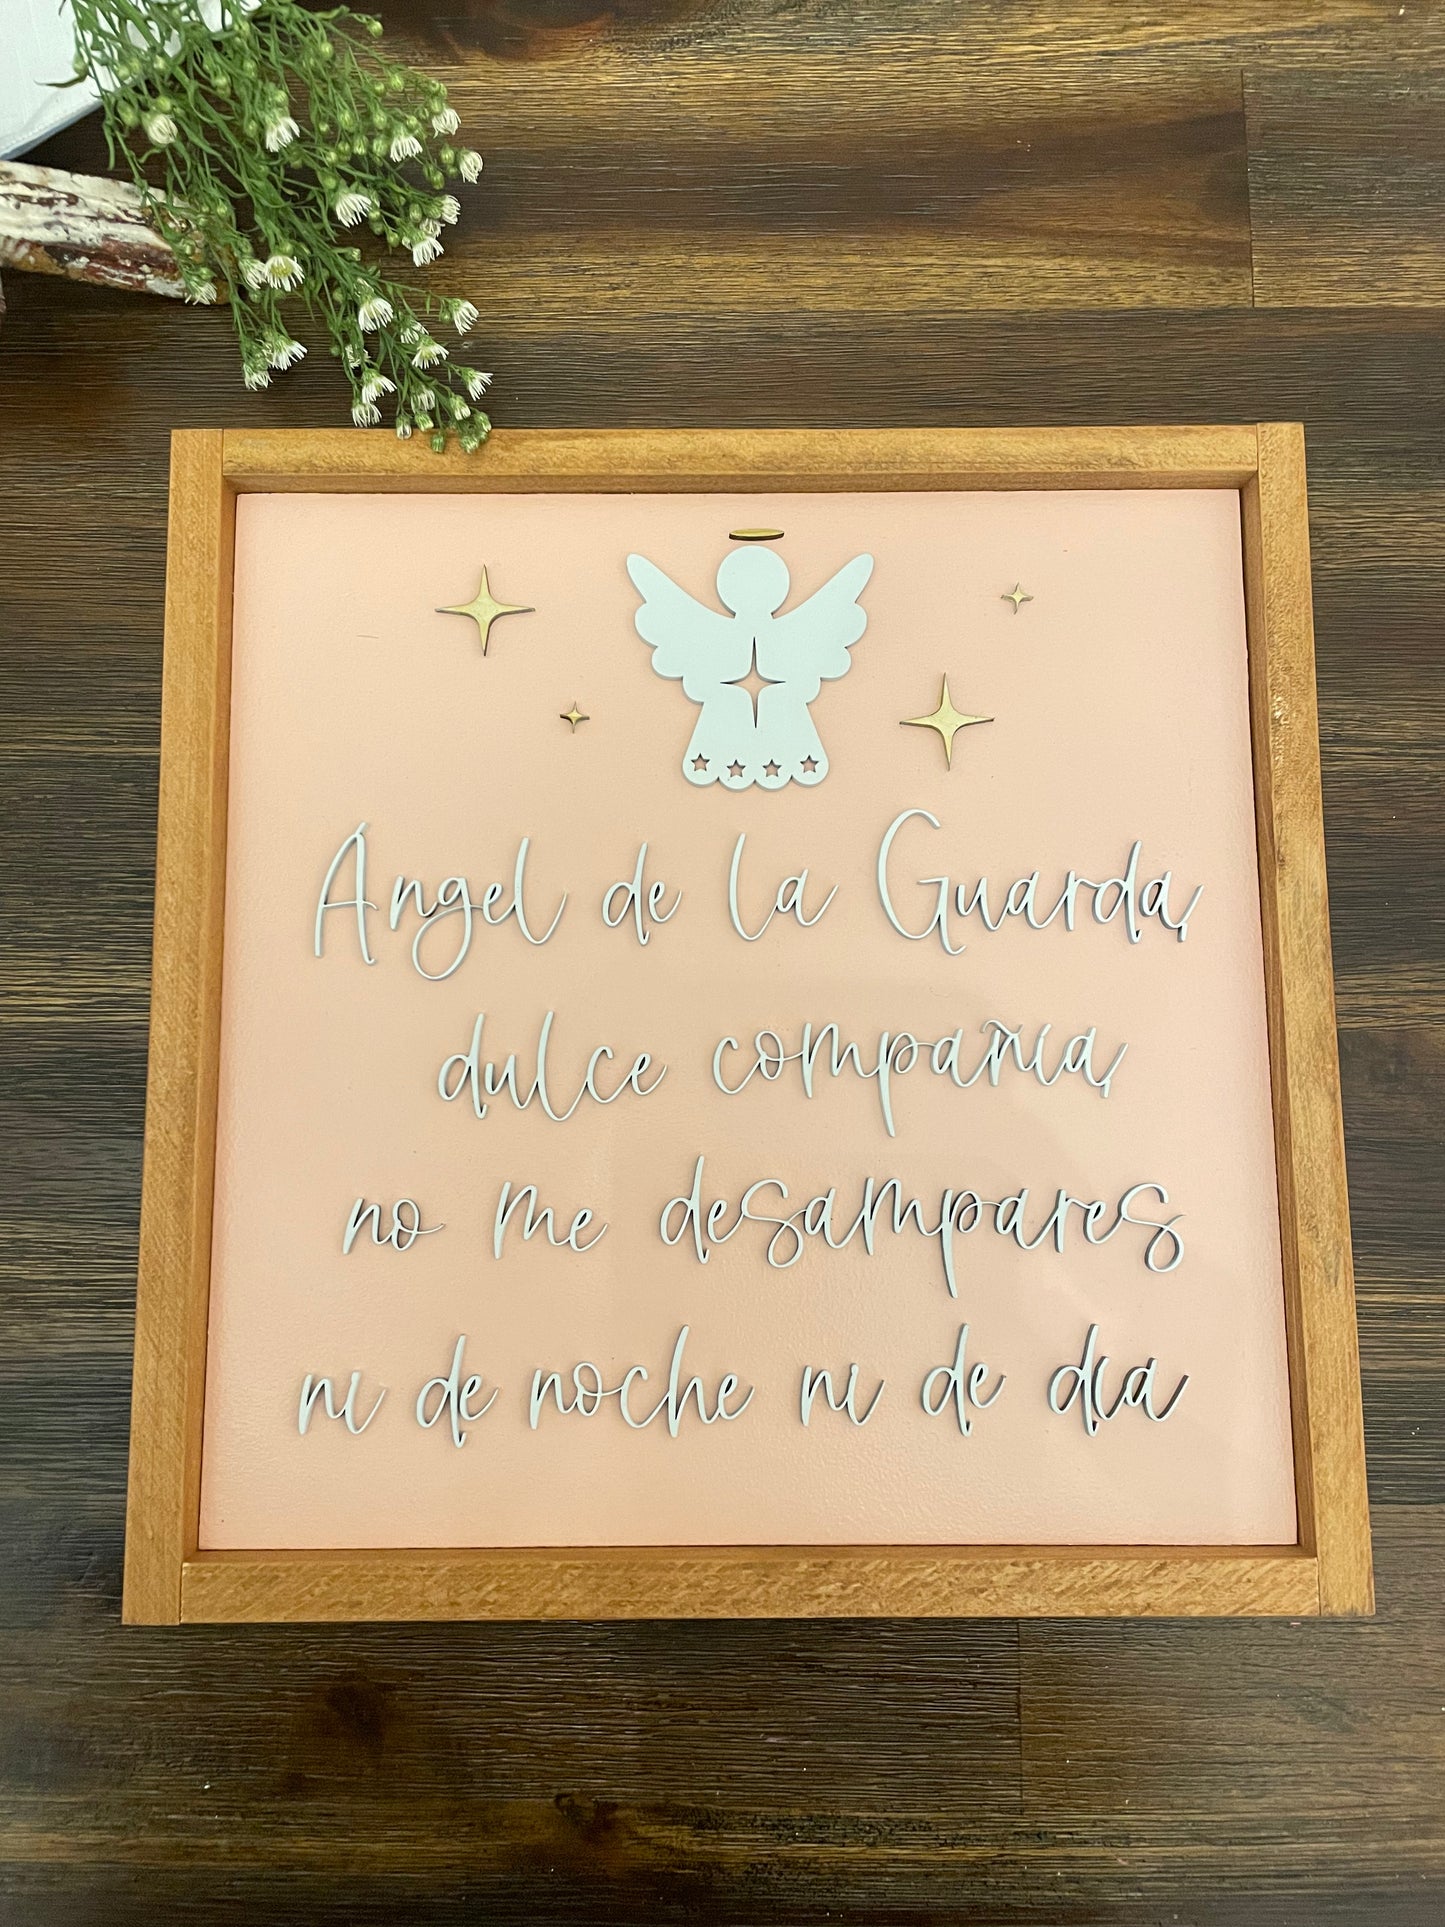 Ángel de la Guarda,
dulce compañía,
no me desampares
ni de noche ni de día